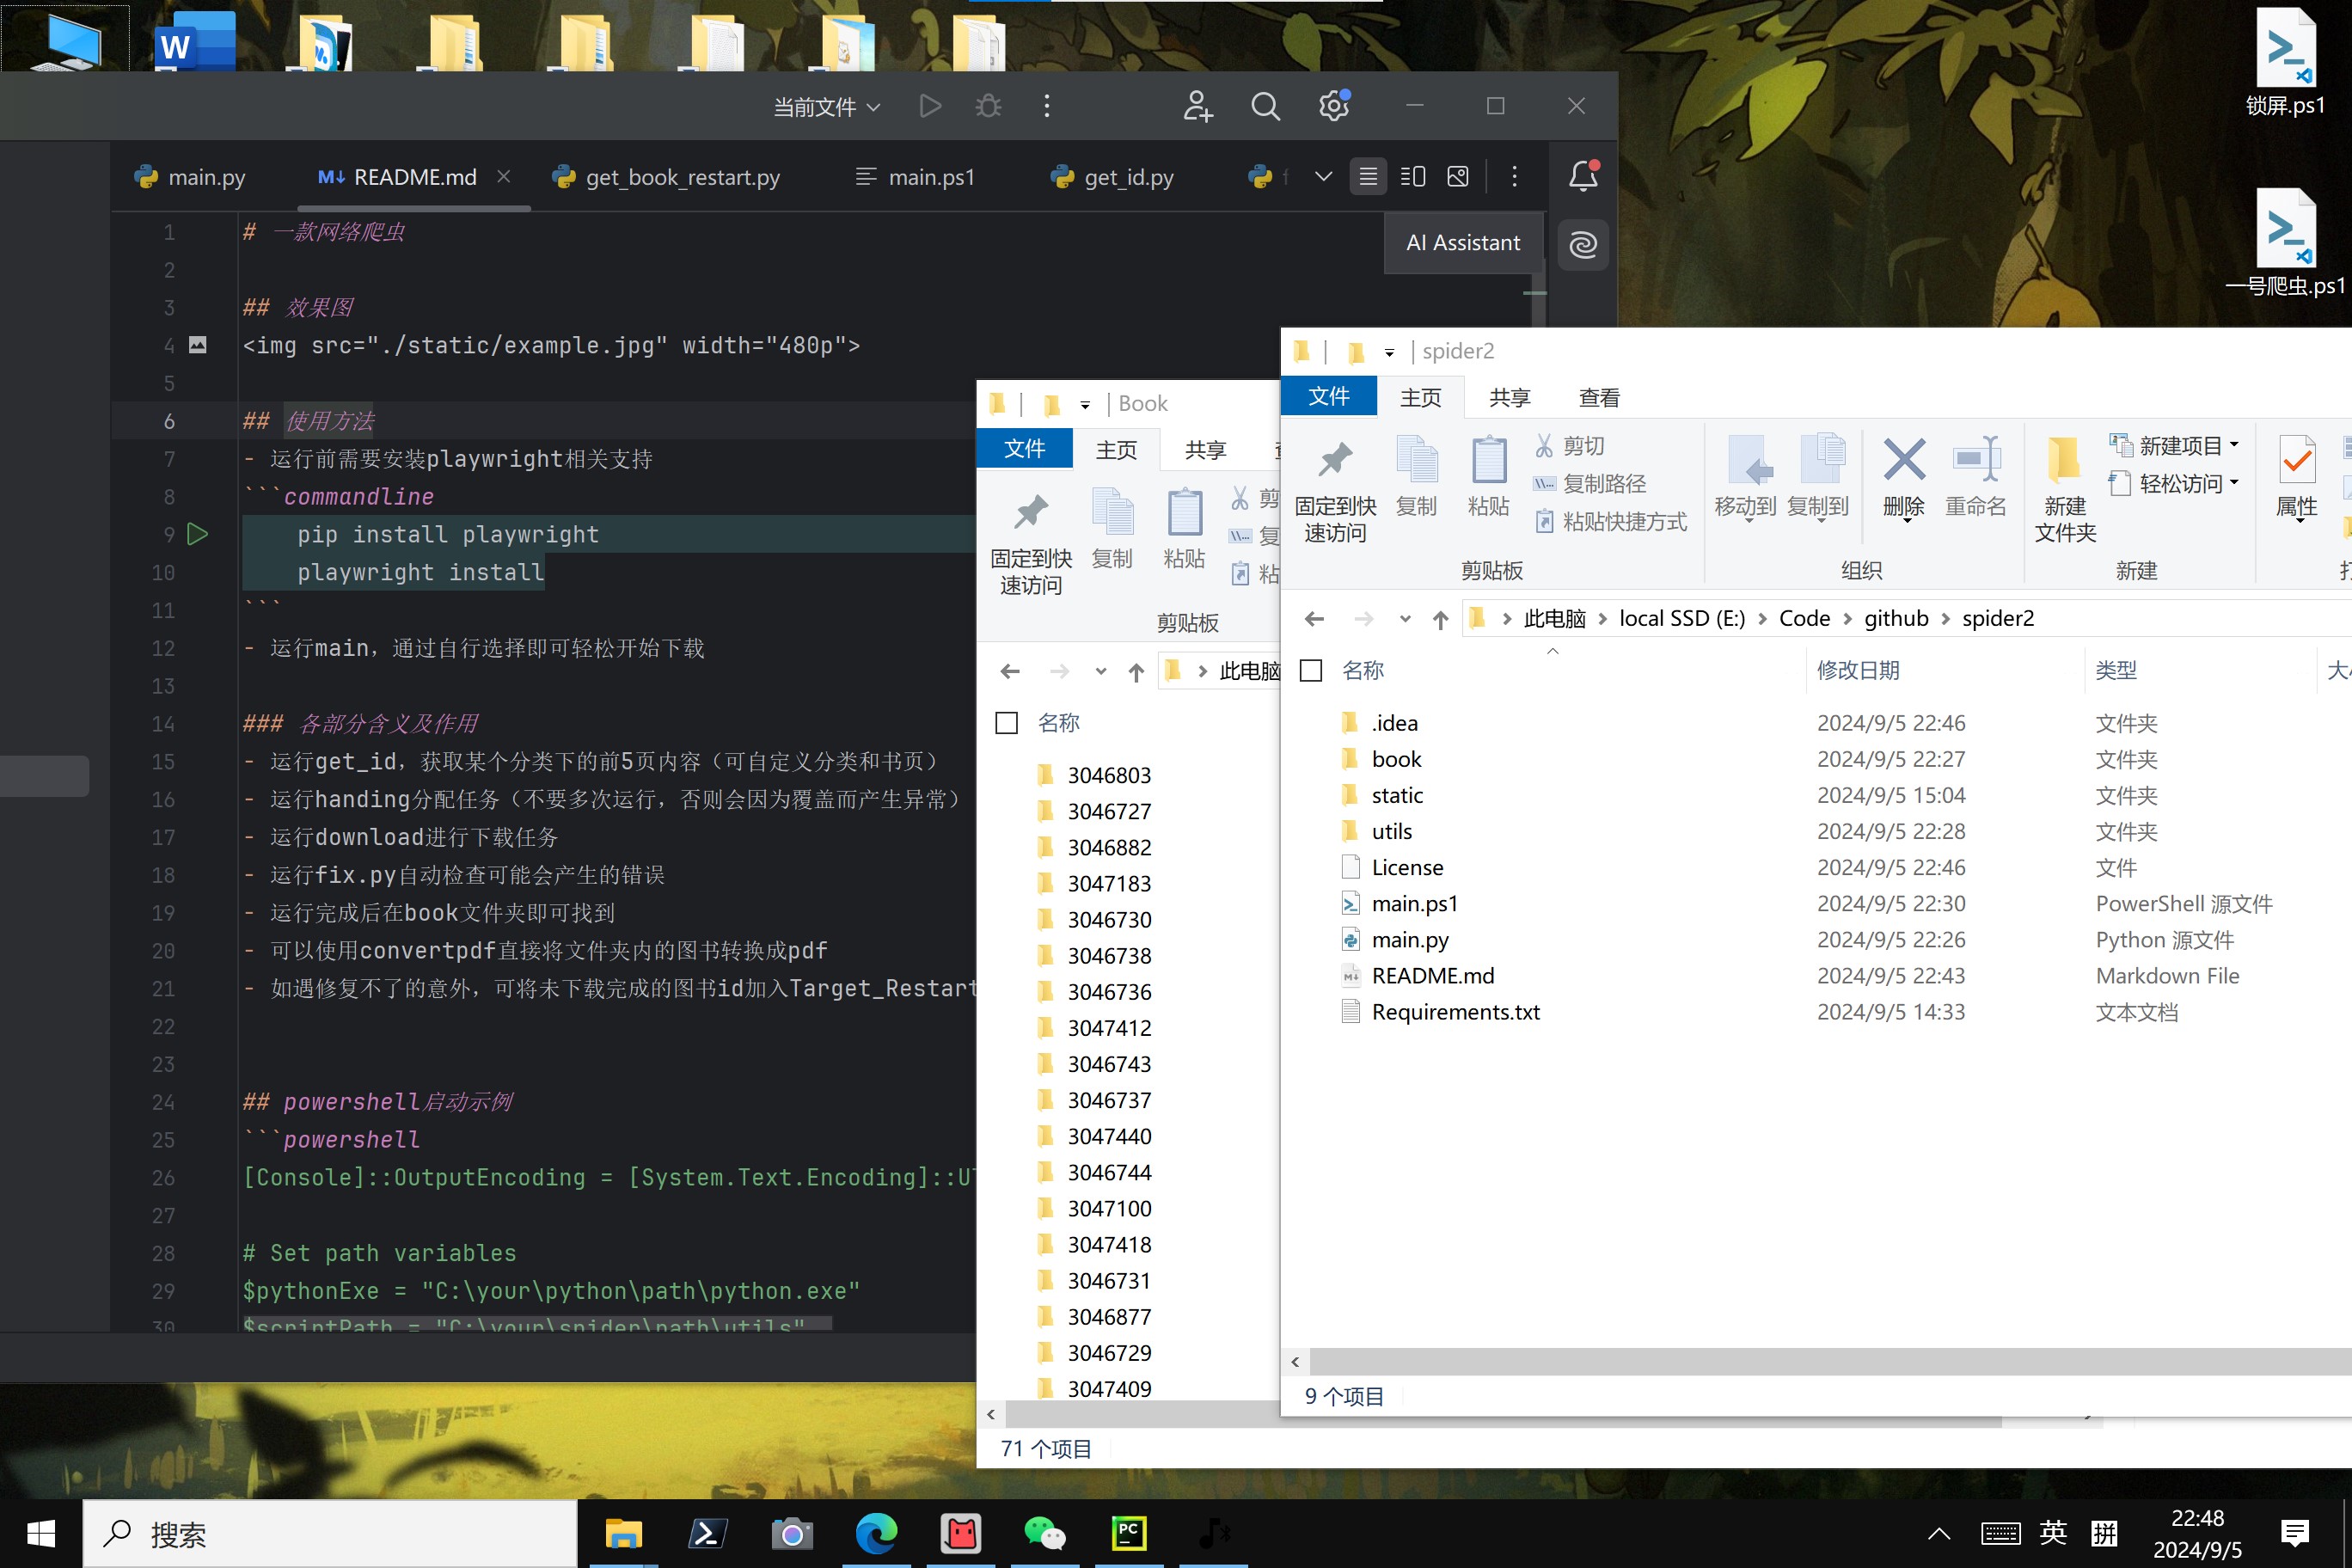 W
当前文件
锁屏.ps1
一号爬虫.ps1
main.py
README.md
get_book_restart.py
main.ps1
get_id.py
f
AI Assistant
1 # 一款网络爬虫
2
3 ## 效果图
4 <img src="./static/example.jpg" width="480p">
5
6 ## 使用方法
7 - 运行前需要安装playwright相关支持
8 ```commandline
9 pip install playwright
10 playwright install
11 ```
12 - 运行main，通过自行选择即可轻松开始下载
13
14 ### 各部分含义及作用
15 - 运行get_id，获取某个分类下的前5页内容（可自定义分类和书页）
16 - 运行handing分配任务（不要多次运行，否则会因为覆盖而产生异常）
17 - 运行download进行下载任务
18 - 运行fix.py自动检查可能会产生的错误
19 - 运行完成后在book文件夹即可找到
20 - 可以使用convertpdf直接将文件夹内的图书转换成pdf
21 - 如遇修复不了的意外，可将未下载完成的图书id加入Target_Restart
22
23
24 ## powershell启动示例
25 ```powershell
26 [Console]::OutputEncoding = [System.Text.Encoding]::U
27
28 # Set path variables
29 $pythonExe = "C:\your\python\path\python.exe"
30 $scriptPath = "C:\your\spider\path\utils"
Book
文件 主页 共享
固定到快
速访问
复制
粘贴
剪
复
粘
剪贴板
此电脑
名称
3046803
3046727
3046882
3047183
3046730
3046738
3046736
3047412
3046743
3046737
3047440
3046744
3047100
3047418
3046731
3046877
3046729
3047409
71 个项目
spider2
文件 主页 共享 查看
固定到快
速访问
复制
粘贴
剪切
复制路径
粘贴快捷方式
剪贴板
移动到
复制到
删除
重命名
组织
新建
文件夹
新建项目
轻松访问
新建
属性
此电脑 > local SSD (E:) > Code > github > spider2
名称 修改日期 类型
.idea 2024/9/5 22:46 文件夹
book 2024/9/5 22:27 文件夹
static 2024/9/5 15:04 文件夹
utils 2024/9/5 22:28 文件夹
License 2024/9/5 22:46 文件
main.ps1 2024/9/5 22:30 PowerShell 源文件
main.py 2024/9/5 22:26 Python 源文件
README.md 2024/9/5 22:43 Markdown File
Requirements.txt 2024/9/5 14:33 文本文档
9 个项目
搜索
PC
英
拼
22:48
2024/9/5